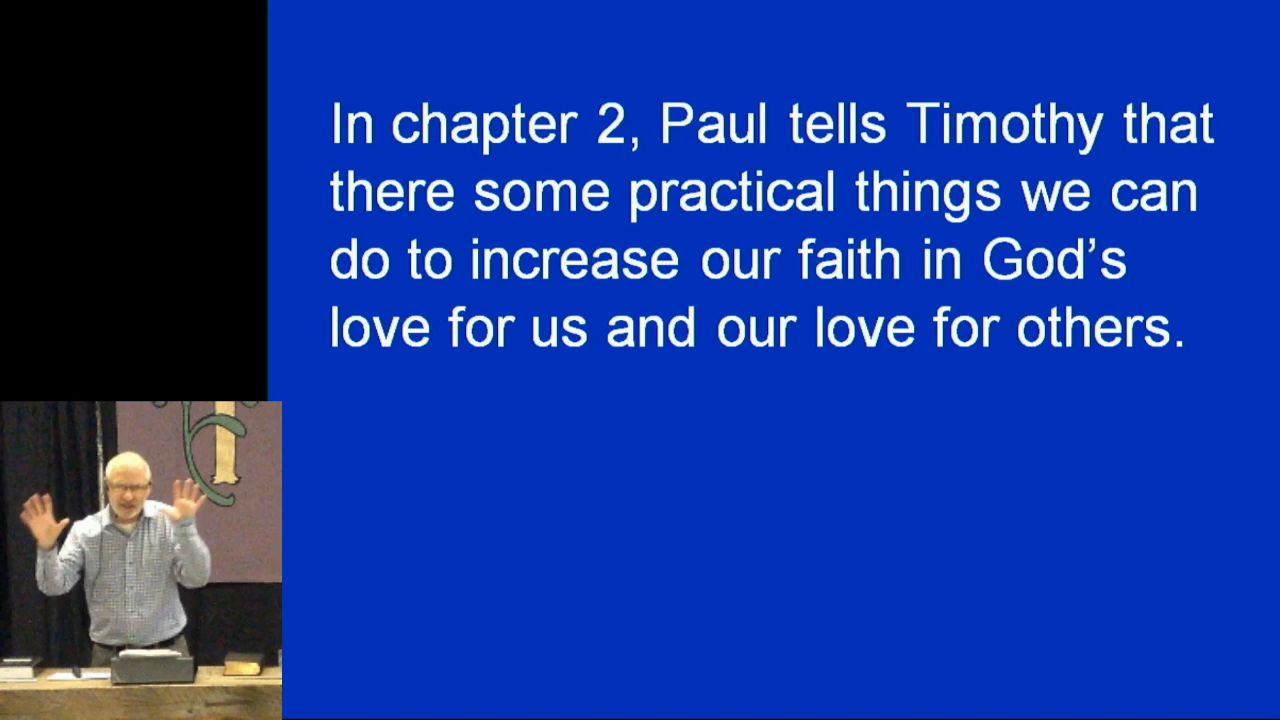 In chapter 2, Paul tells Timothy that
there some practical things we can
do to increase our faith in God’s
love for us and our love for others.